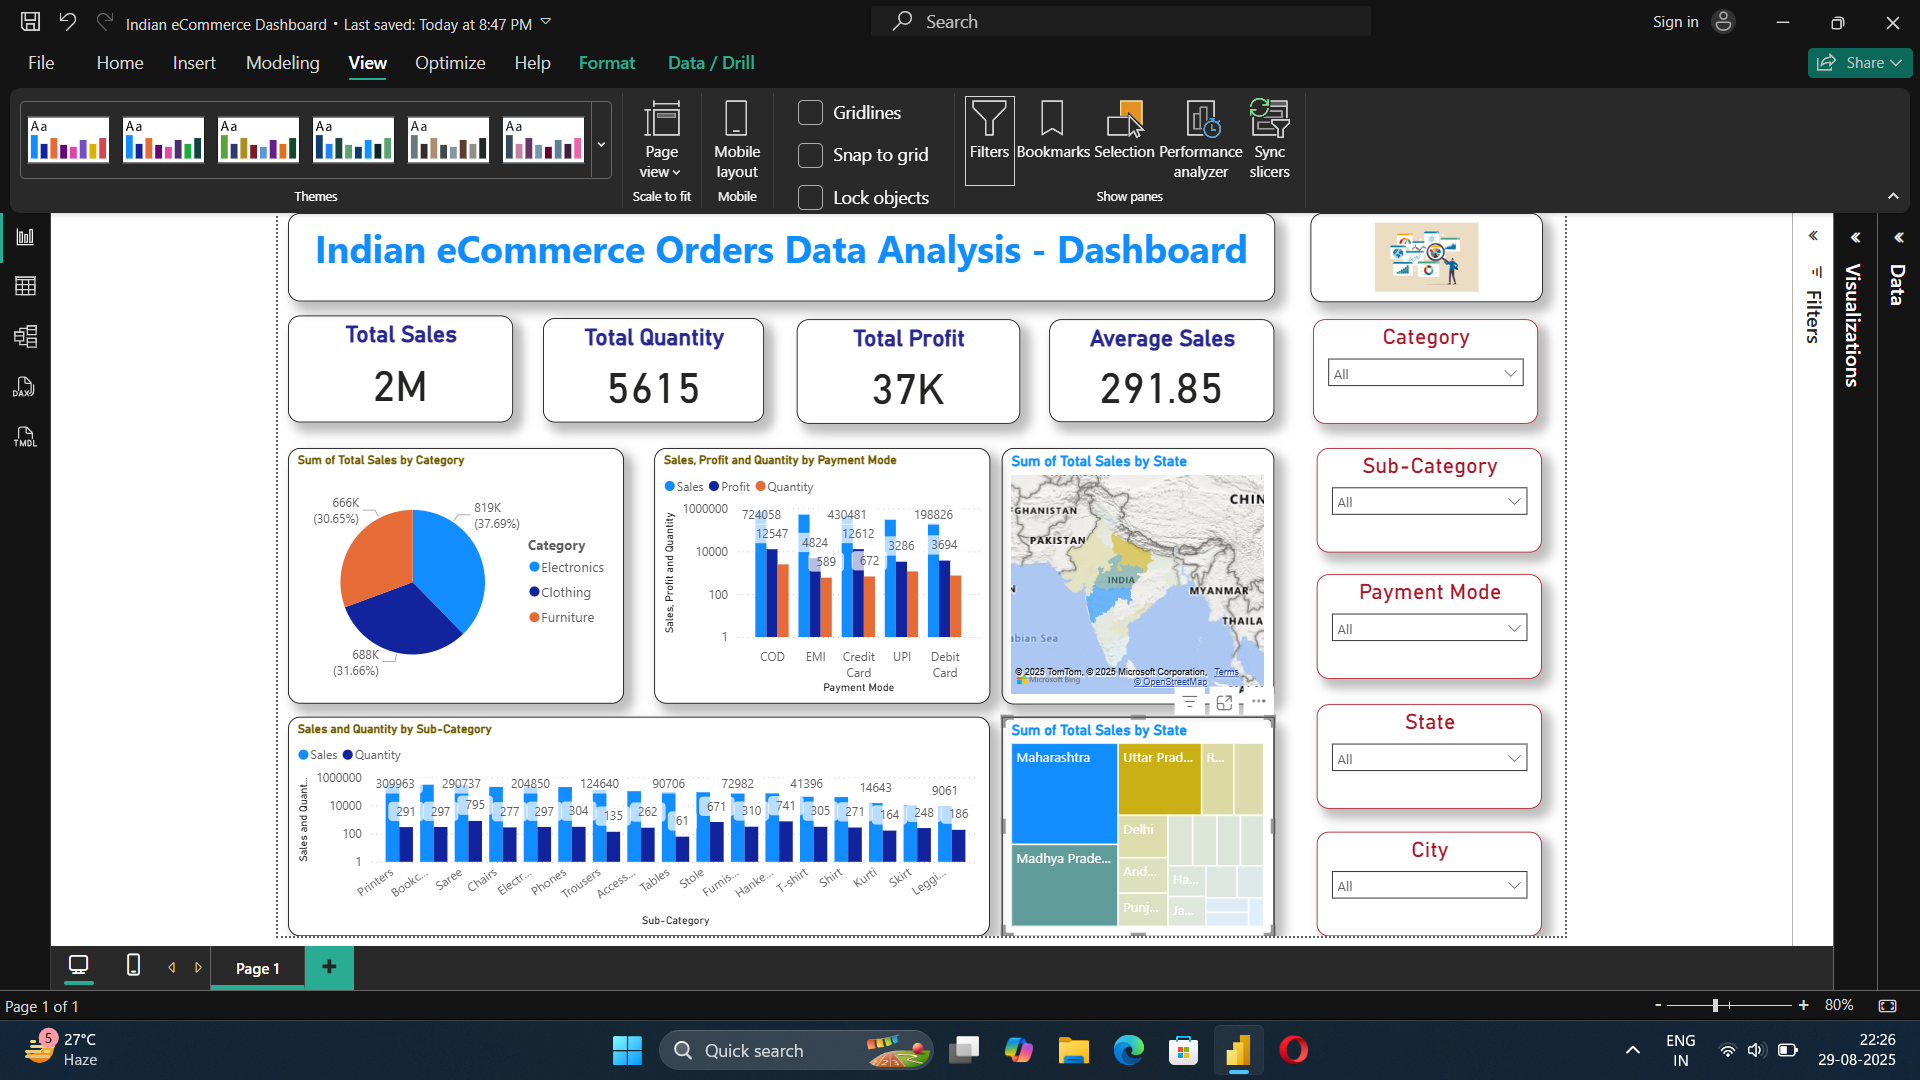 Indian eCommerce Dashboard • Last saved: Today at 8:47 PM
Search
Sign in
File Home Insert Modeling View Optimize Help Format Data / Drill
Share
Aa Aa Aa Aa Aa Aa
Themes
Page view
Scale to fit
Mobile layout
Mobile
Gridlines
Snap to grid
Lock objects
Filters
Bookmarks
Selection
Performance analyzer
Sync slicers
Show panes
DAX
TMDL
Filters
Visualizations
Data
Indian eCommerce Orders Data Analysis - Dashboard
Total Sales
2M
Total Quantity
5615
Total Profit
37K
Average Sales
291.85
Category
All
Sum of Total Sales by Category
666K
(30.65%)
819K
(37.69%)
688K
(31.66%)
Category
Electronics
Clothing
Furniture
Sales, Profit and Quantity by Payment Mode
Sales Profit Quantity
Sales, Profit and Quantity
1000000
10000
100
1
724058 430481 198826
12547 4824 12612 3286 3694
589 672
COD EMI Credit Card UPI Debit Card
Payment Mode
Sum of Total Sales by State
CHIN
GHANISTAN
PAKISTAN
INDIA
MYANMAR
THAILA
bian Sea
© 2025 TomTom, © 2025 Microsoft Corporation, Terms
Microsoft Bing
© OpenStreetMap
Sub-Category
All
Payment Mode
All
State
All
City
All
Sales and Quantity by Sub-Category
Sales Quantity
Sales and Quant...
1000000
10000
100
1
309963 290737 204850 124640 90706 72982 41396 14643 9061
291 297 795 277 297 304 135 262 61 671 310 741 305 271 164 248 186
Printers Bookc... Saree Chairs Electr... Phones Trousers Access... Tables Stole Furnis... Hanke... T-shirt Shirt Kurti Skirt Leggi...
Sub-Category
Sum of Total Sales by State
Maharashtra
Madhya Prade...
Uttar Prad...
R...
Delhi
And...
Punj...
Ha...
Ja...
Page 1
Page 1 of 1
80%
5
27°C
Haze
Quick search
ENG
IN
22:26
29-08-2025